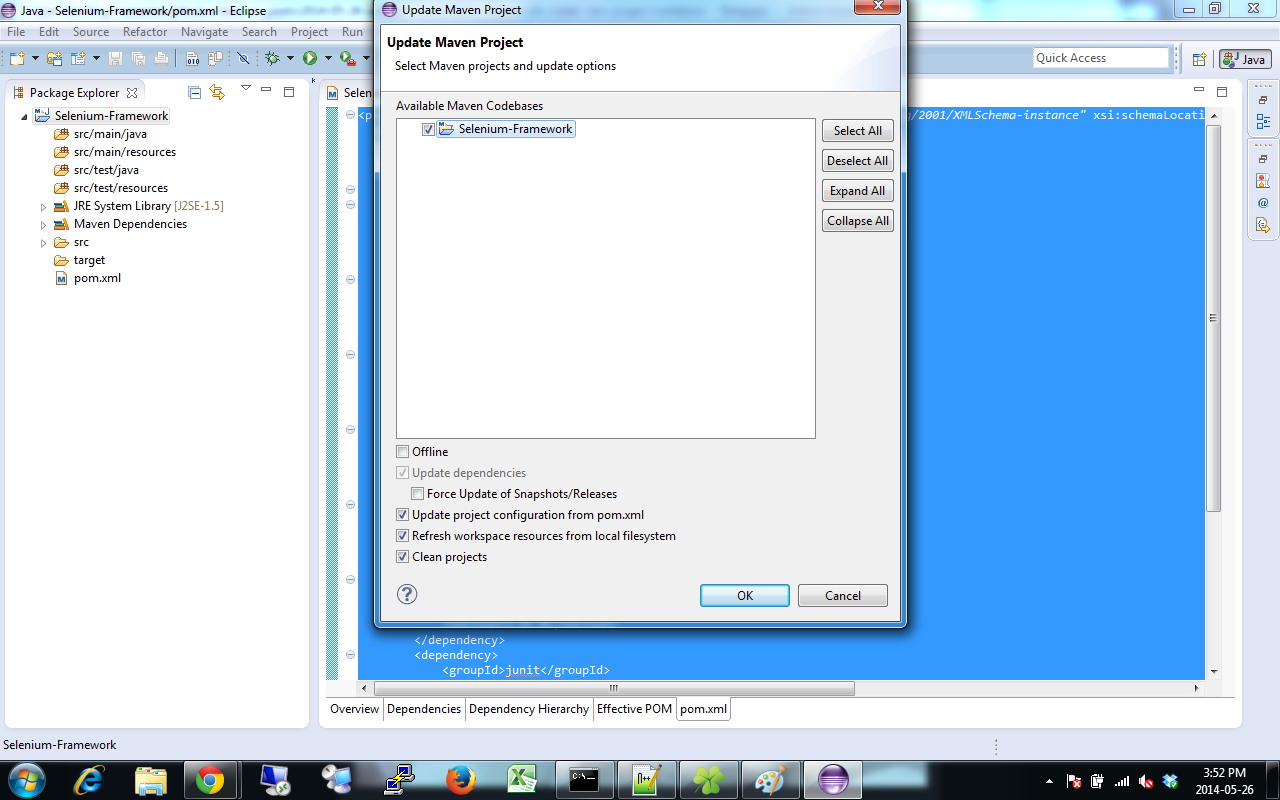 Java - Selenium-Framework/pom.xml - Eclipse
File Edit Source Refactor Navigate Search Project Run
Quick Access
Java
Package Explorer
Selenium-Framework
src/main/java
src/main/resources
src/test/java
src/test/resources
JRE System Library [J2SE-1.5]
Maven Dependencies
src
target
pom.xml
Selen
g/2001/XMLSchema-instance" xsi:schemaLocati
Update Maven Project
Update Maven Project
Select Maven projects and update options
Available Maven Codebases
Selenium-Framework
Select All
Deselect All
Expand All
Collapse All
Offline
Update dependencies
Force Update of Snapshots/Releases
Update project configuration from pom.xml
Refresh workspace resources from local filesystem
Clean projects
OK
Cancel
</dependency>
<dependency>
<groupId>junit</groupId>
Overview Dependencies Dependency Hierarchy Effective POM pom.xml
Selenium-Framework
3:52 PM
2014-05-26